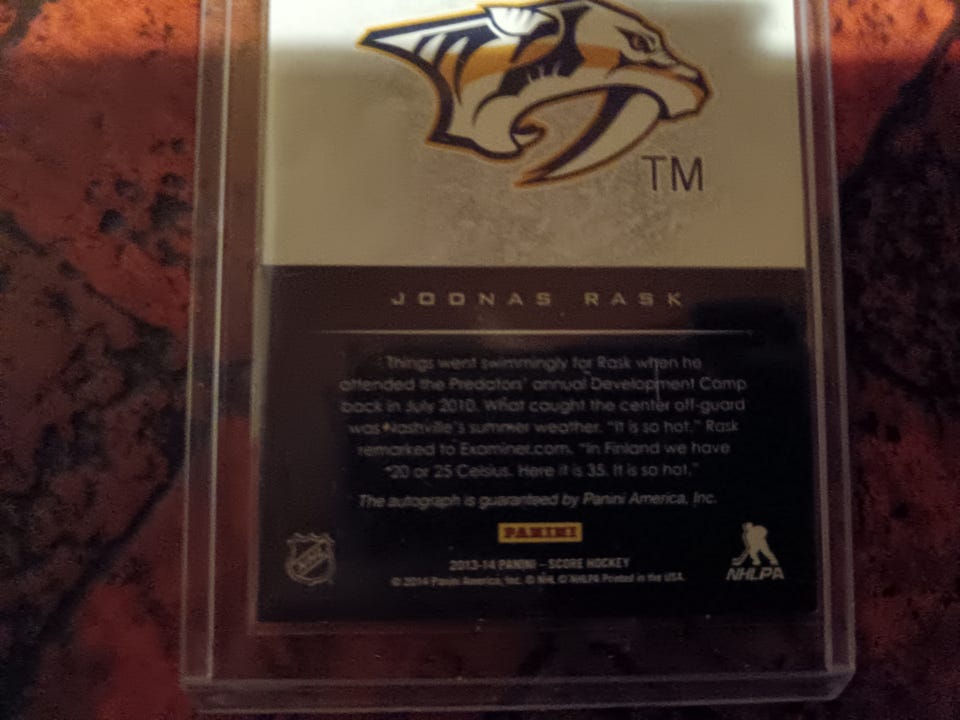 TM
JOONAS RASK
Things went swimmingly for Rask when he
attended the Predators' annual Development Camp
back in July 2010. What caught the center off-guard
was Nashville's summer weather. "It is so hot," Rask
remarked to Examiner.com. "In Finland we have
20 or 25 Celsius. Here it is 35. It is so hot."
The autograph is guaranteed by Panini America, Inc.
PANINI
NHL
2013-14 PANINI – SCORE HOCKEY
© 2014 Panini America, Inc. © NHL © NHLPA Printed in the USA.
NHLPA